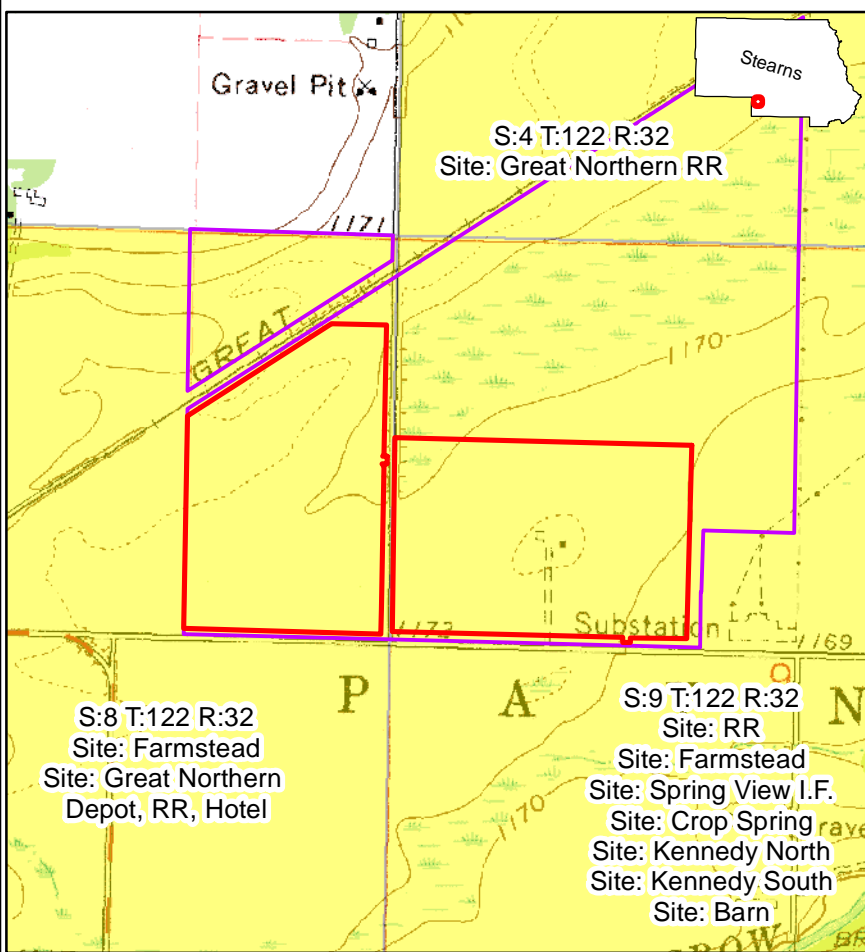 Stearns
Gravel Pit
S:4 T:122 R:32
Site: Great Northern RR
1171
GREAT
1170
1172
Substation
1169
P A N
S:8 T:122 R:32
Site: Farmstead
Site: Great Northern
Depot, RR, Hotel
S:9 T:122 R:32
Site: RR
Site: Farmstead
Site: Spring View I.F.
Site: Crop Spring
Site: Kennedy North
Site: Kennedy South
Site: Barn
1170